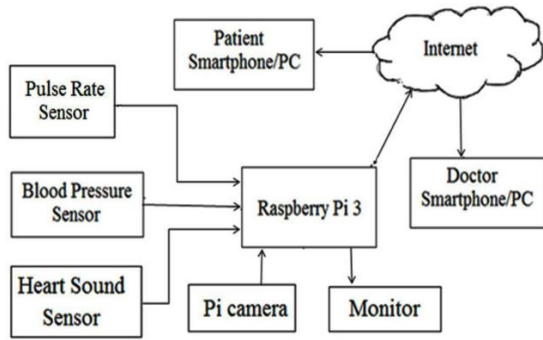 Patient
Smartphone/PC
Internet
Pulse Rate
Sensor
Blood Pressure
Sensor
Raspberry Pi 3
Doctor
Smartphone/PC
Heart Sound
Sensor
Pi camera
Monitor